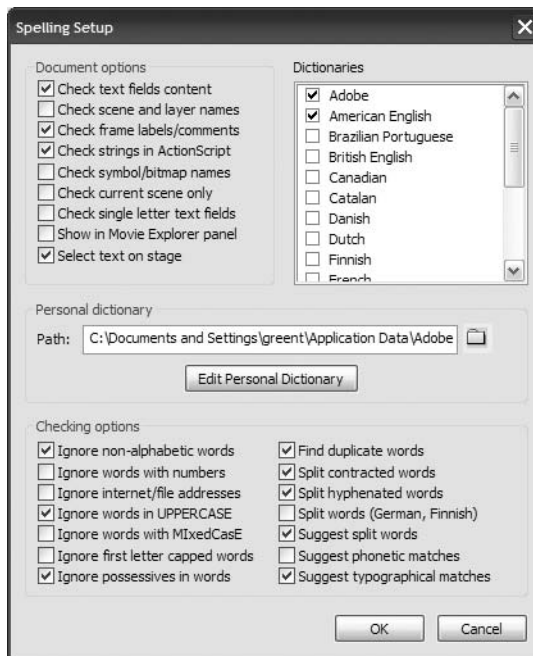 Spelling Setup
Document options
Check text fields content
Check scene and layer names
Check frame labels/comments
Check strings in ActionScript
Check symbol/bitmap names
Check current scene only
Check single letter text fields
Show in Movie Explorer panel
Select text on stage
Dictionaries
Adobe
American English
Brazilian Portuguese
British English
Canadian
Catalan
Danish
Dutch
Finnish
French
Personal dictionary
Path: C:\Documents and Settings\greent\Application Data\Adobe
Edit Personal Dictionary
Checking options
Ignore non-alphabetic words
Ignore words with numbers
Ignore internet/file addresses
Ignore words in UPPERCASE
Ignore words with MIxedCasE
Ignore first letter capped words
Ignore possessives in words
Find duplicate words
Split contracted words
Split hyphenated words
Split words (German, Finnish)
Suggest split words
Suggest phonetic matches
Suggest typographical matches
OK Cancel